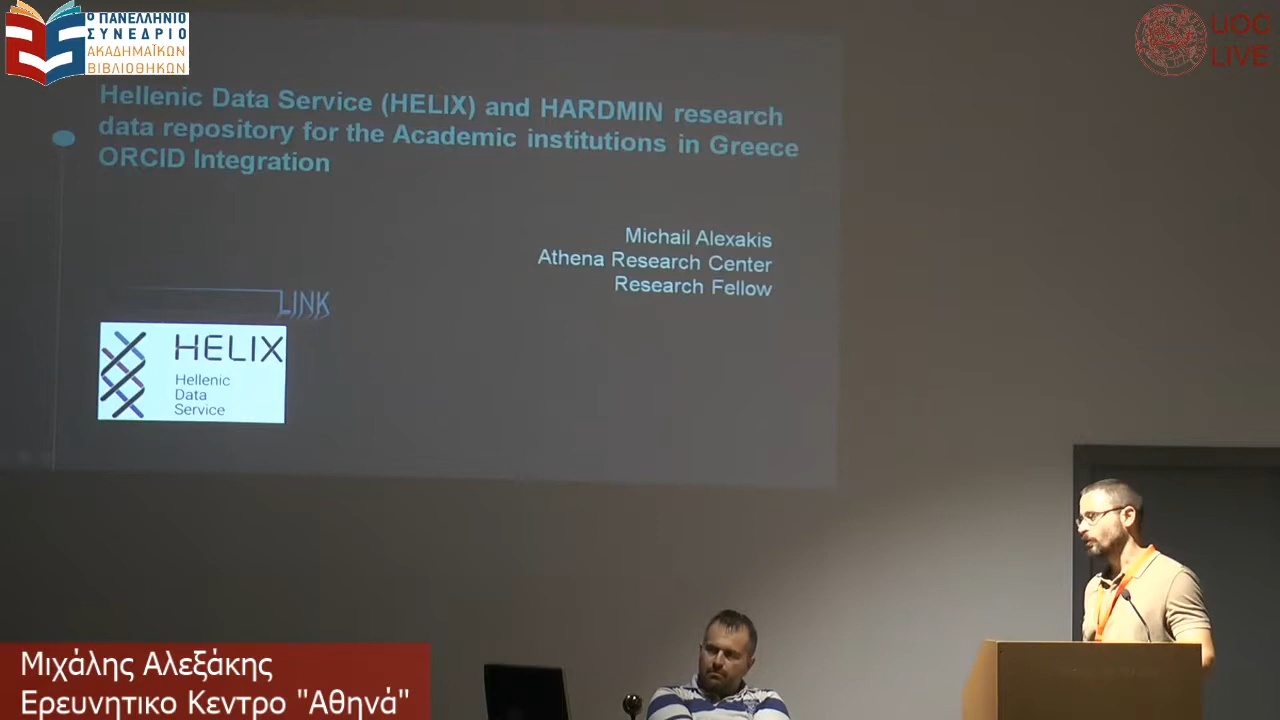 Ο ΠΑΝΕΛΛΗΝΙΟ
ΣΥΝΕΔΡΙΟ
ΑΚΑΔΗΜΑΪΚΩΝ
ΒΙΒΛΙΟΘΗΚΩΝ
UOC
LIVE
Hellenic Data Service (HELIX) and HARDMIN research
data repository for the Academic institutions in Greece
ORCID Integration
Michail Alexakis
Athena Research Center
Research Fellow
LINK
HELIX
Hellenic
Data
Service
Μιχάλης Αλεξάκης
Ερευνητικο Κεντρο "Αθηνά"